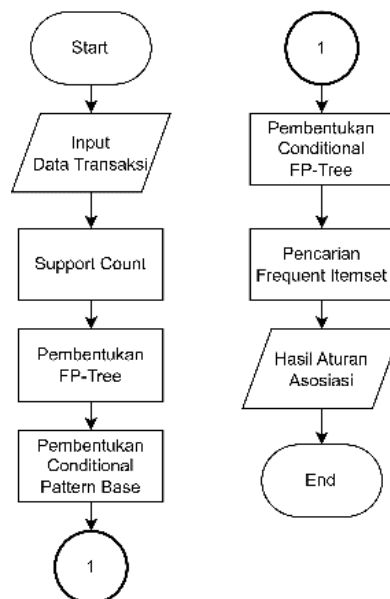 Start
Input
Data Transaksi
Support Count
Pembentukan
FP-Tree
Pembentukan
Conditional
Pattern Base
1
1
Pembentukan
Conditional
FP-Tree
Pencarian
Frequent Itemset
Hasil Aturan
Asosiasi
End